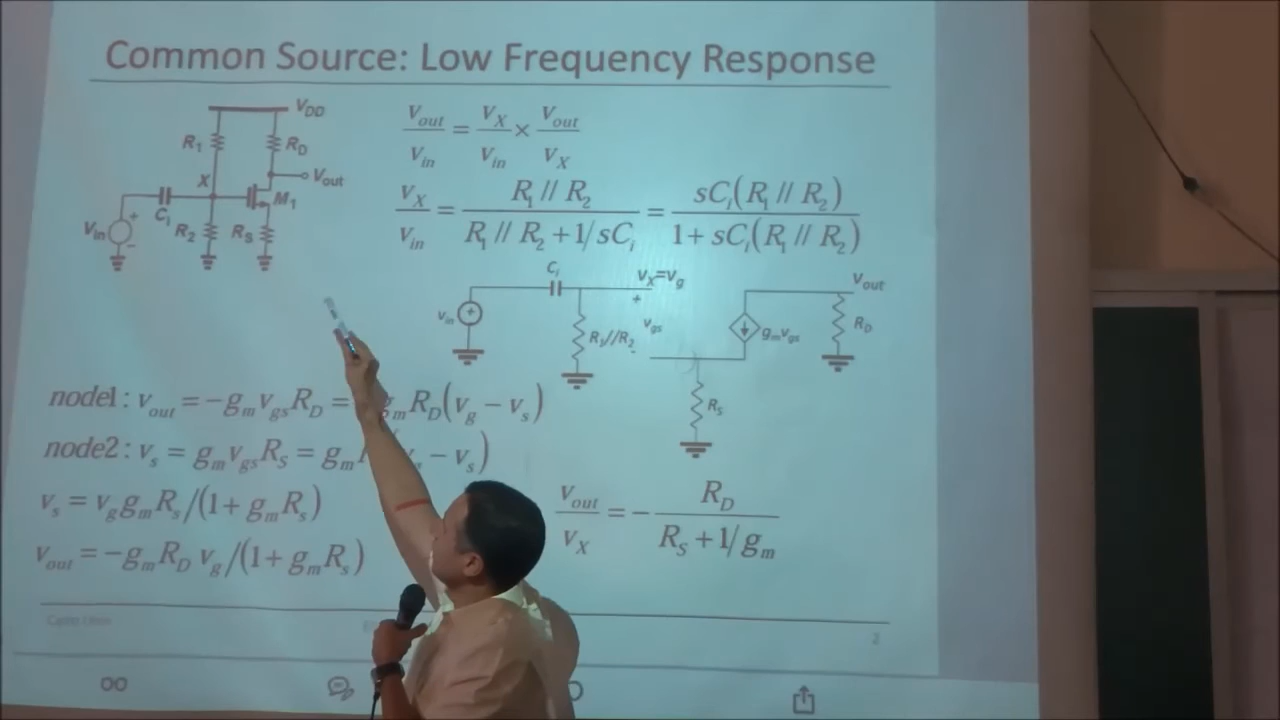 Common Source: Low Frequency Response
V_DD
R_1 R_D
X V_out
C_i M_1
V_in + - R_2 R_S
V_out/V_in = V_X/V_in × V_out/V_X
V_X/V_in = R_1 // R_2 / (R_1 // R_2 + 1/sC_i) = sC_i(R_1 // R_2) / (1 + sC_i(R_1 // R_2))
C_i v_X=v_g V_out
v_in + - R_1//R_2 + v_gs - g_m v_gs R_D
R_S
node1: v_out = -g_m v_gs R_D = g_m R_D(v_g - v_s)
node2: v_s = g_m v_gs R_S = g_m - v_s)
v_s = v_g g_m R_s/(1+ g_m R_s)
v_out = -g_m R_D v_g/(1+ g_m R_s)
v_out/v_X = - R_D / (R_S + 1/g_m)
2